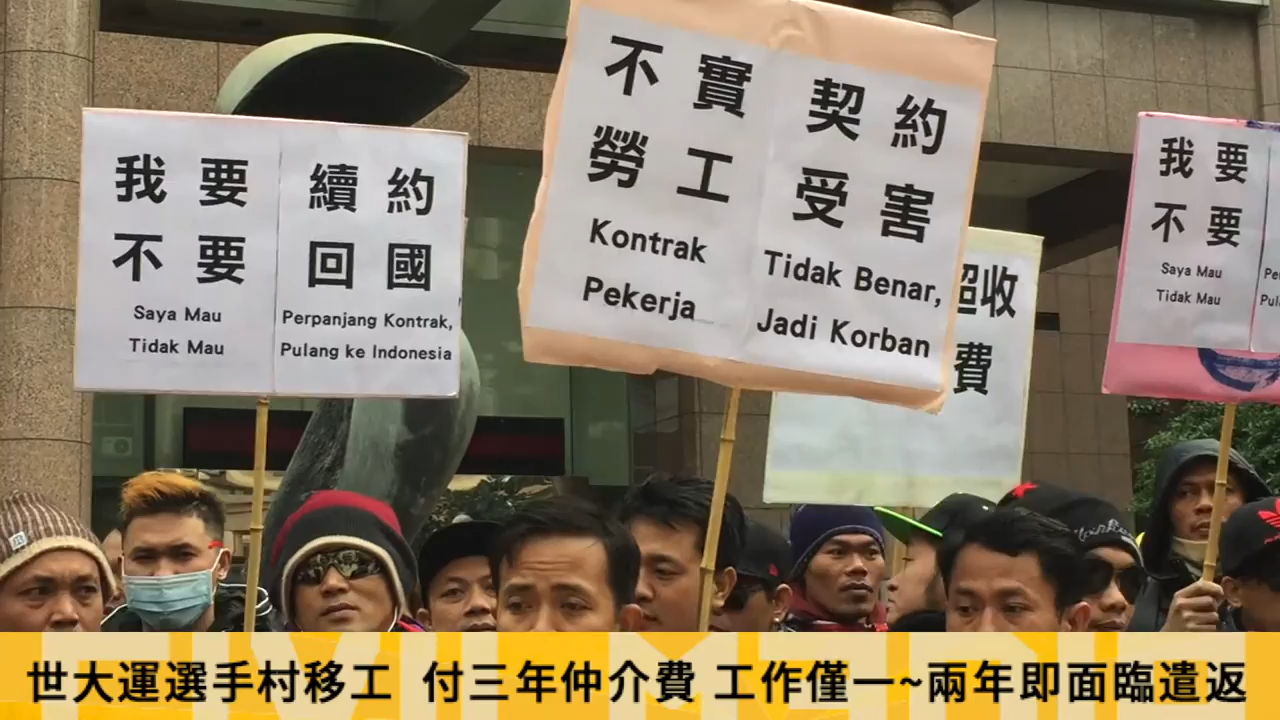 我要 續約
不要 回國
Saya Mau Perpanjang Kontrak,
Tidak Mau Pulang ke Indonesia
不實 契約
勞工 受害
Kontrak Tidak Benar,
Pekerja Jadi Korban
超收
費
我要
不要
Saya Mau
Tidak Mau
世大運選手村移工 付三年仲介費 工作僅一~兩年即面臨遣返